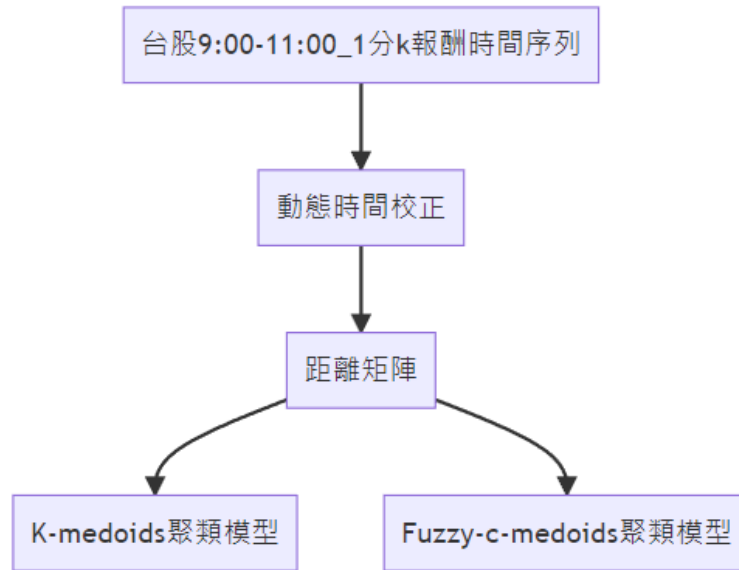 台股9:00-11:00_1分k報酬時間序列
動態時間校正
距離矩陣
K-medoids聚類模型
Fuzzy-c-medoids聚類模型